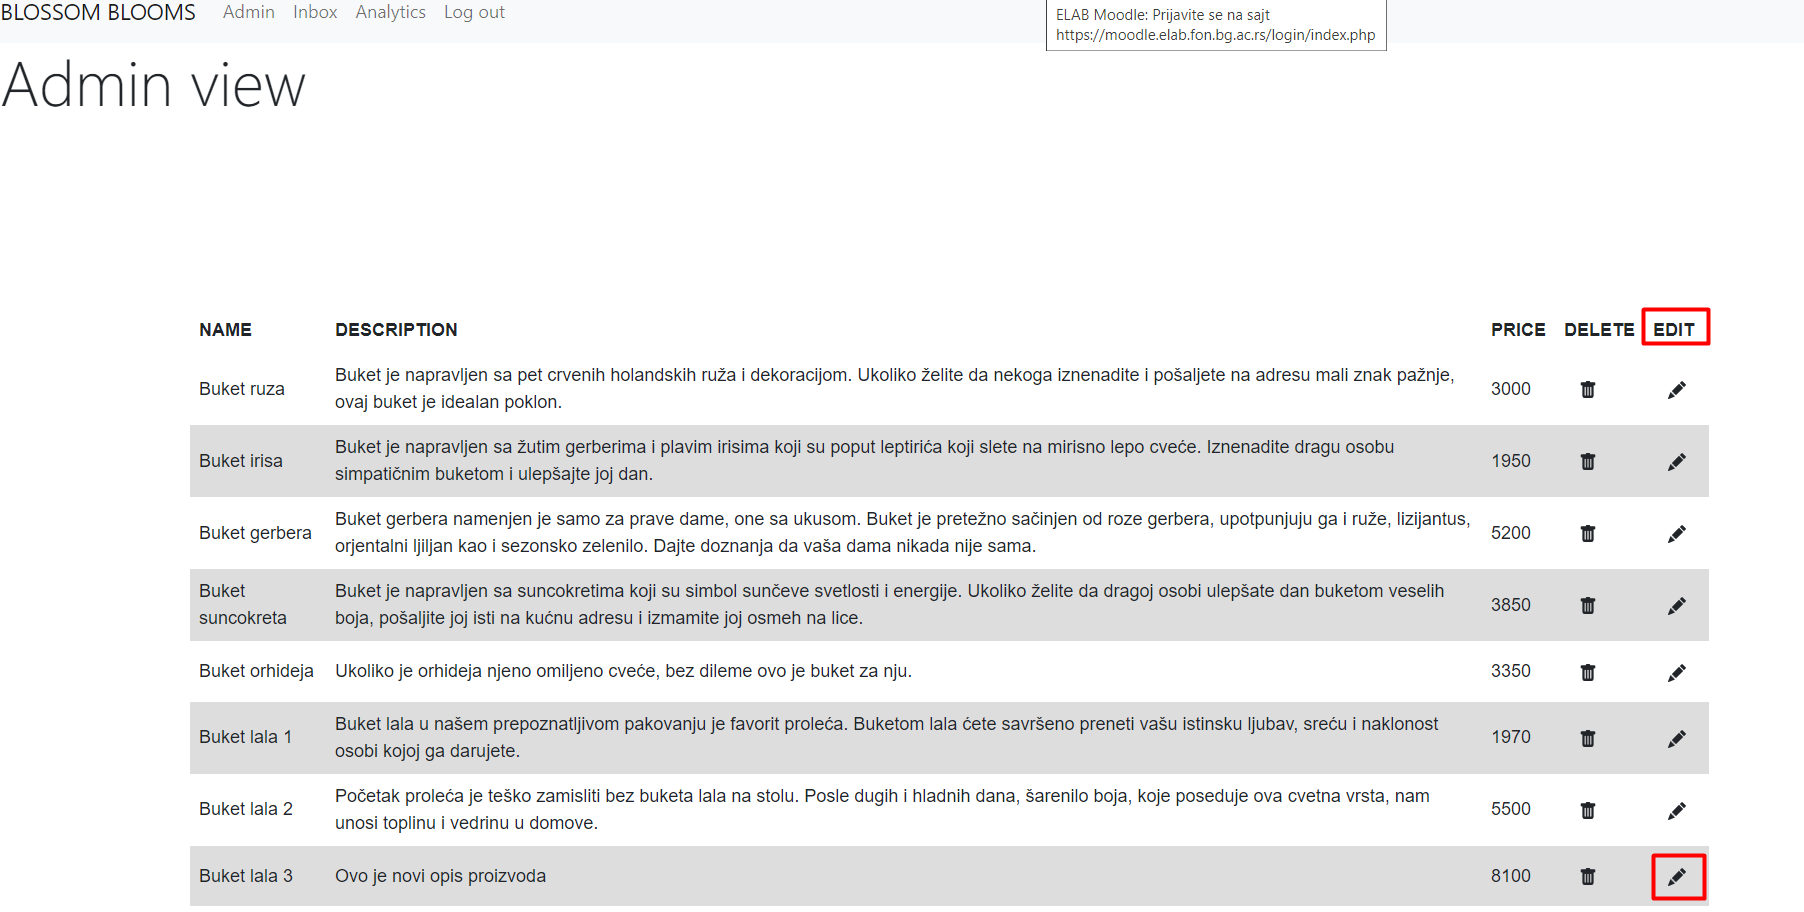 BLOSSOM BLOOMS Admin Inbox Analytics Log out
ELAB Moodle: Prijavite se na sajt
https://moodle.elab.fon.bg.ac.rs/login/index.php
Admin view
NAME DESCRIPTION PRICE DELETE EDIT
Buket ruza
Buket je napravljen sa pet crvenih holandskih ruža i dekoracijom. Ukoliko želite da nekoga iznenadite i pošaljete na adresu mali znak pažnje,
ovaj buket je idealan poklon.
3000
Buket irisa
Buket je napravljen sa žutim gerberima i plavim irisima koji su poput leptirića koji slete na mirisno lepo cveće. Iznenadite dragu osobu
simpatičnim buketom i ulepšajte joj dan.
1950
Buket gerbera
Buket gerbera namenjen je samo za prave dame, one sa ukusom. Buket je pretežno sačinjen od roze gerbera, upotpunjuju ga i ruže, lizijantus,
orjentalni ljiljan kao i sezonsko zelenilo. Dajte doznanja da vaša dama nikada nije sama.
5200
Buket
suncokreta
Buket je napravljen sa suncokretima koji su simbol sunčeve svetlosti i energije. Ukoliko želite da dragoj osobi ulepšate dan buketom veselih
boja, pošaljite joj isti na kućnu adresu i izmamite joj osmeh na lice.
3850
Buket orhideja
Ukoliko je orhideja njeno omiljeno cveće, bez dileme ovo je buket za nju.
3350
Buket lala 1
Buket lala u našem prepoznatljivom pakovanju je favorit proleća. Buketom lala ćete savršeno preneti vašu istinsku ljubav, sreću i naklonost
osobi kojoj ga darujete.
1970
Buket lala 2
Početak proleća je teško zamisliti bez buketa lala na stolu. Posle dugih i hladnih dana, šarenilo boja, koje poseduje ova cvetna vrsta, nam
unosi toplinu i vedrinu u domove.
5500
Buket lala 3
Ovo je novi opis proizvoda
8100